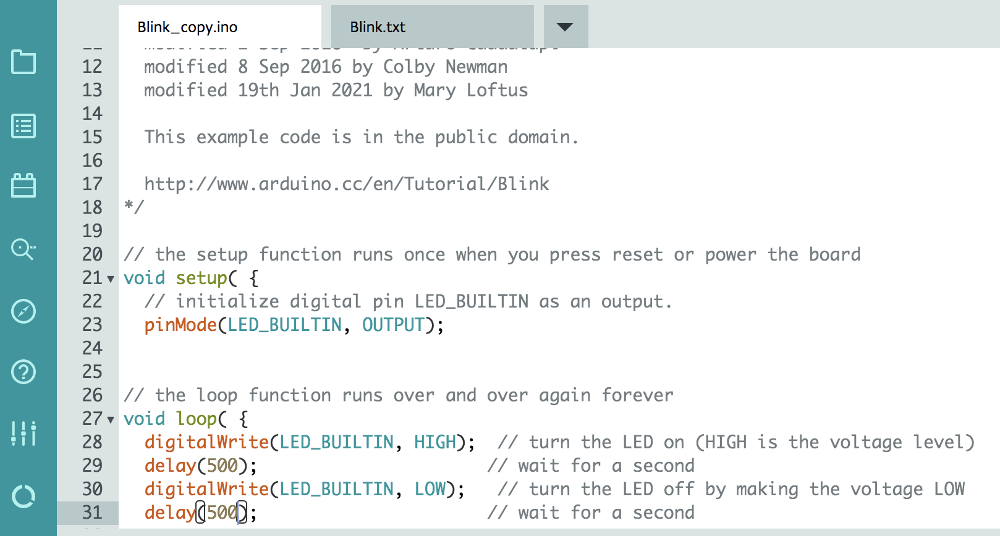 Blink_copy.ino
Blink.txt
12 modified 8 Sep 2016 by Colby Newman
13 modified 19th Jan 2021 by Mary Loftus
14
15 This example code is in the public domain.
16
17 http://www.arduino.cc/en/Tutorial/Blink
18 */
19
20 // the setup function runs once when you press reset or power the board
21 void setup( {
22 // initialize digital pin LED_BUILTIN as an output.
23 pinMode(LED_BUILTIN, OUTPUT);
24
25
26 // the loop function runs over and over again forever
27 void loop( {
28 digitalWrite(LED_BUILTIN, HIGH); // turn the LED on (HIGH is the voltage level)
29 delay(500); // wait for a second
30 digitalWrite(LED_BUILTIN, LOW); // turn the LED off by making the voltage LOW
31 delay(500); // wait for a second